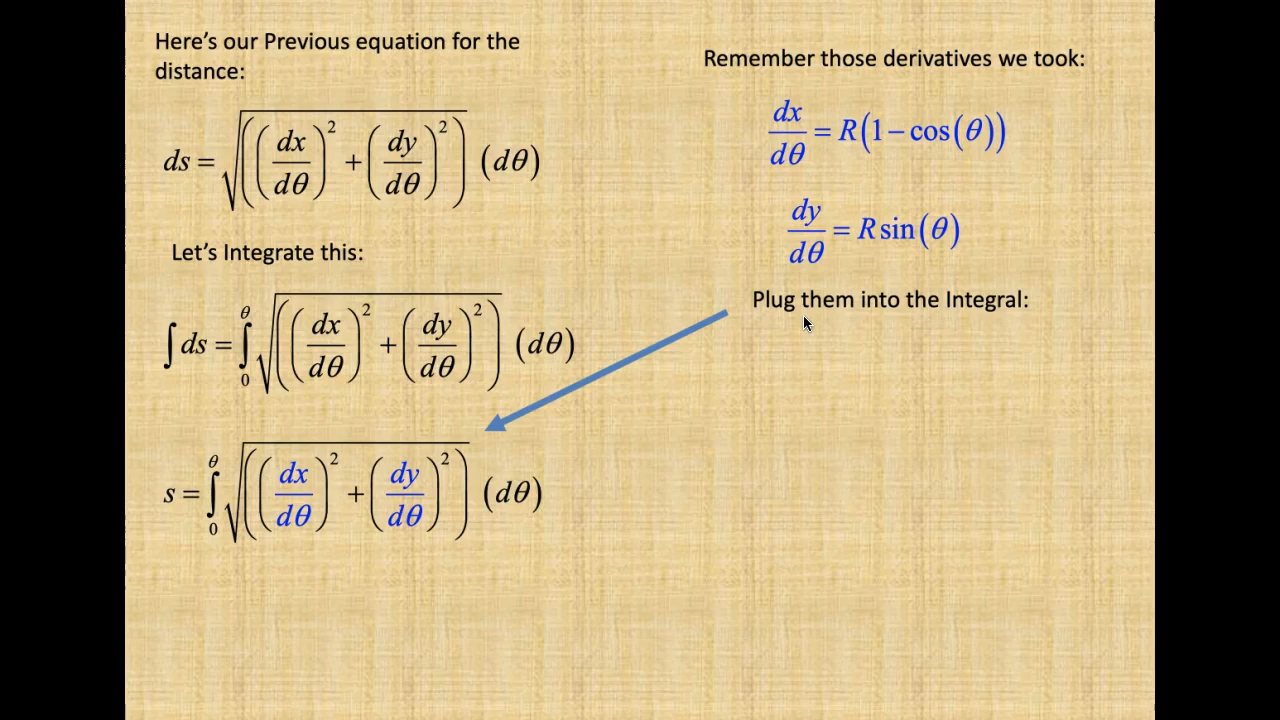 Here's our Previous equation for the
distance:
ds = √((dx/dθ)² + (dy/dθ)²) (dθ)
Let's Integrate this:
∫ds = ∫₀^θ √((dx/dθ)² + (dy/dθ)²) (dθ)
s = ∫₀^θ √((dx/dθ)² + (dy/dθ)²) (dθ)
Remember those derivatives we took:
dx/dθ = R(1−cos(θ))
dy/dθ = R sin(θ)
Plug them into the Integral: